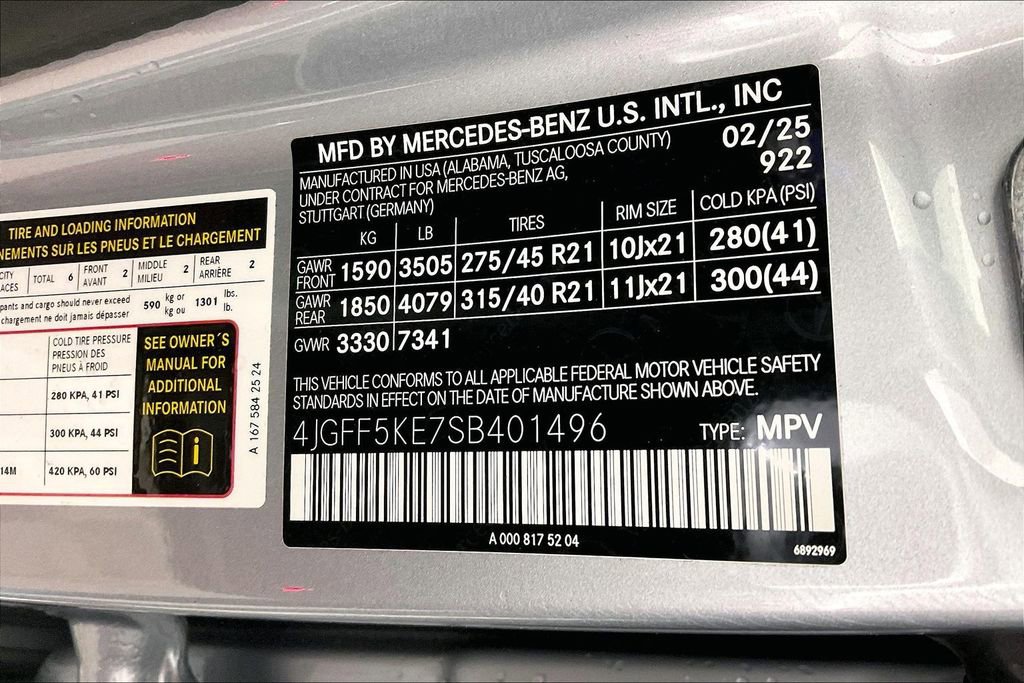 TIRE AND LOADING INFORMATION
NEMENTS SUR LES PNEUS ET LE CHARGEMENT
CITY TOTAL 6 FRONT 2 MIDDLE 2 REAR 2
ACES AVANT MILIEU ARRIÈRE
pants and cargo should never exceed 590 kg or 1301 lbs.
chargement ne doit jamais dépasser kg ou lb.
COLD TIRE PRESSURE
PRESSION DES
PNEUS À FROID
280 KPA, 41 PSI
300 KPA, 44 PSI
14M 420 KPA, 60 PSI
SEE OWNER´S
MANUAL FOR
ADDITIONAL
INFORMATION
i
A 167 584 25 24
MFD BY MERCEDES-BENZ U.S. INTL., INC
MANUFACTURED IN USA (ALABAMA, TUSCALOOSA COUNTY) 02/25
UNDER CONTRACT FOR MERCEDES-BENZ AG, 922
STUTTGART (GERMANY)
KG LB TIRES RIM SIZE COLD KPA (PSI)
GAWR FRONT 1590 3505 275/45 R21 10Jx21 280(41)
GAWR REAR 1850 4079 315/40 R21 11Jx21 300(44)
GVWR 3330 7341
THIS VEHICLE CONFORMS TO ALL APPLICABLE FEDERAL MOTOR VEHICLE SAFETY
STANDARDS IN EFFECT ON THE DATE OF MANUFACTURE SHOWN ABOVE.
4JGFF5KE7SB401496 TYPE: MPV
A 000 817 52 04
6892969